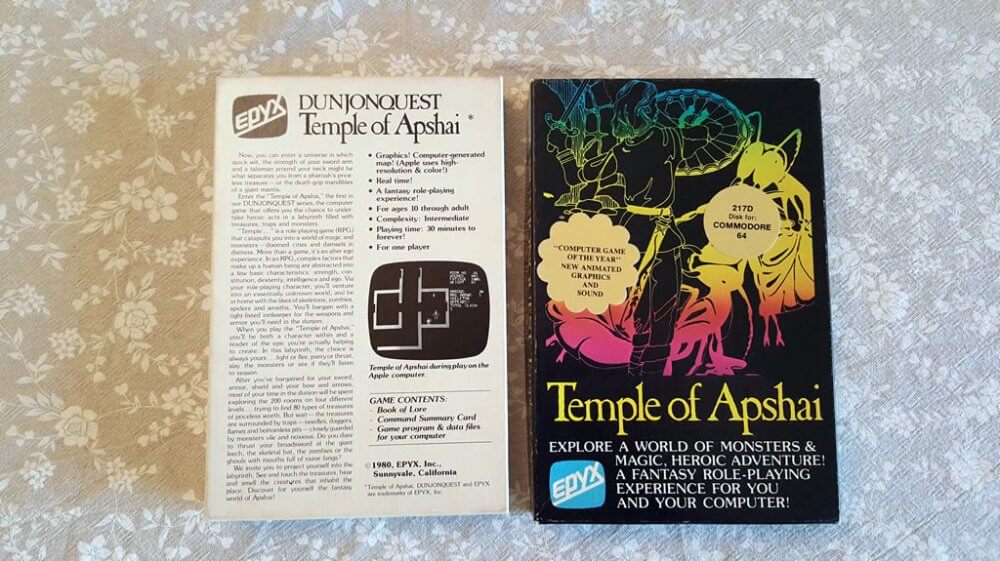 EPYX
DUNJONQUEST
Temple of Apshai *
Now, you can enter a universe in which
quick wit, the strength of your sword arm
and a talisman around your neck might be
what separates you from a pharaoh's price-
less treasure — or the death-grip mandibles
of a giant mantis.
Enter the "Temple of Apshai," the first in
our DUNJONQUEST series, the computer
game that offers you the chance to under-
take heroic acts in a labyrinth filled with
treasures, traps and monsters.
"Temple . . ." is a role-playing game (RPG)
that catapults you into a world of magic and
monsters — doomed cities and damsels in
distress. More than a game, it's an alter ego
experience. In an RPG, complex factors that
make up a human being are abstracted into
a few basic characteristics: strength, con-
stitution, dexterity, intelligence and ego. Via
your role-playing character, you'll venture
into an essentially unknown world, and be
at home with the likes of skeletons, zombies,
spiders and wraiths. You'll bargain with a
tight-fisted innkeeper for the weapons and
armor you'll need in the dunjon.
When you play the "Temple of Apshai,"
you'll be both a character within and a
reader of the epic you're actually helping
to create. In this labyrinth, the choice is
always yours . . . fight or flee, parry or thrust,
slay the monsters or see if they'll listen
to reason.
After you've bargained for your sword,
armor, shield and your bow and arrows,
most of your time in the dunjon will be spent
exploring the 200 rooms on four different
levels . . . trying to find 80 types of treasures
of priceless worth. But wait — the treasures
are surrounded by traps — needles, daggers,
flames and bottomless pits — closely guarded
by monsters vile and noxious. Do you dare
to thrust your broadsword at the giant
leech, the skeletal bat, the zombies or the
ghouls with mouths full of razor fangs?
We invite you to project yourself into the
labyrinth. See and touch the treasures, hear
and smell the creatures that inhabit the
place. Discover for yourself the fantasy
world of Apshai!
• Graphics! Computer-generated
map! (Apple uses high-
resolution & color!)
• Real time!
• A fantasy role-playing
experience!
• For ages 10 through adult
• Complexity: Intermediate
• Playing time: 30 minutes to
forever!
• For one player
Temple of Apshai during play on the
Apple computer.
GAME CONTENTS:
- Book of Lore
- Command Summary Card
- Game program & data files
for your computer
©1980, EPYX, Inc.,
Sunnyvale, California
*Temple of Apshai, DUNJONQUEST and EPYX
are trademarks of EPYX, Inc.
217D
Disk for:
COMMODORE
64
"COMPUTER GAME
OF THE YEAR"
NEW ANIMATED
GRAPHICS
AND
SOUND
Temple of Apshai
EXPLORE A WORLD OF MONSTERS &
MAGIC, HEROIC ADVENTURE!
A FANTASY ROLE-PLAYING
EXPERIENCE FOR YOU
AND YOUR COMPUTER!
EPYX